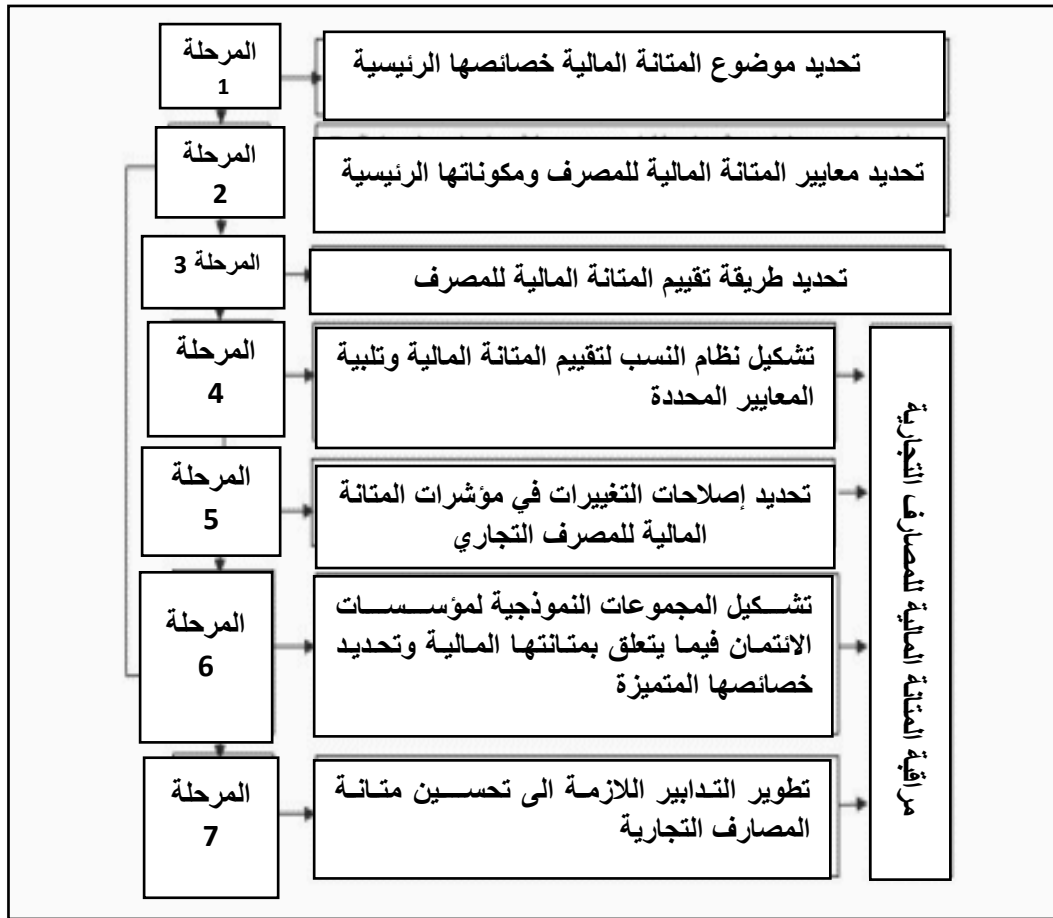 المرحلة
1
تحديد موضوع المتانة المالية خصائصها الرئيسية
المرحلة
2
تحديد معايير المتانة المالية للمصرف ومكوناتها الرئيسية
المرحلة 3
تحديد طريقة تقييم المتانة المالية للمصرف
المرحلة
4
تشكيل نظام النسب لتقييم المتانة المالية وتلبية
المعايير المحددة
المرحلة
5
تحديد إصلاحات التغييرات في مؤشرات المتانة
المالية للمصرف التجاري
المرحلة
6
تشكيل المجموعات النموذجية لمؤسسات
الائتمان فيما يتعلق بمتانتها المالية وتحديد
خصائصها المتميزة
المرحلة
7
تطوير التدابير اللازمة الى تحسين متانة
المصارف التجارية
مراقبة المتانة المالية للمصارف التجارية